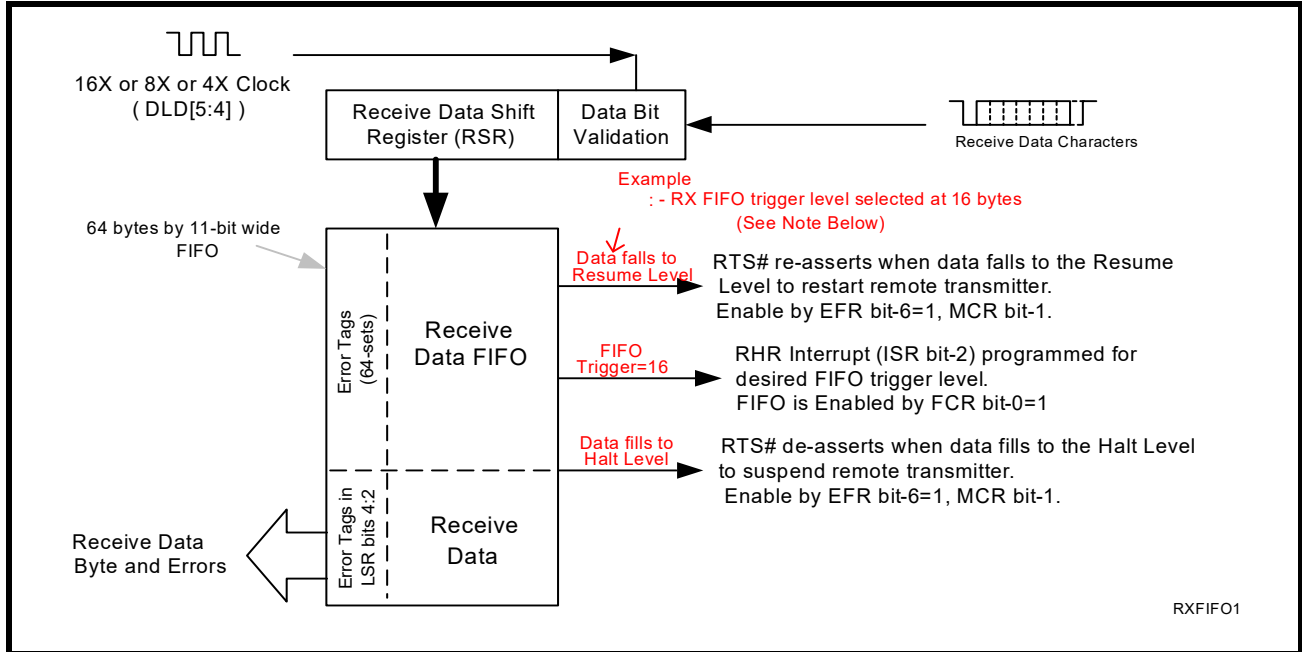 16X or 8X or 4X Clock
( DLD[5:4] )
Receive Data Shift
Register (RSR)
Data Bit
Validation
Receive Data Characters
Example
: - RX FIFO trigger level selected at 16 bytes
(See Note Below)
64 bytes by 11-bit wide
FIFO
Data falls to
Resume Level
RTS# re-asserts when data falls to the Resume
Level to restart remote transmitter.
Enable by EFR bit-6=1, MCR bit-1.
Error Tags
(64-sets)
Receive
Data FIFO
FIFO
Trigger=16
RHR Interrupt (ISR bit-2) programmed for
desired FIFO trigger level.
FIFO is Enabled by FCR bit-0=1
Data fills to
Halt Level
RTS# de-asserts when data fills to the Halt Level
to suspend remote transmitter.
Enable by EFR bit-6=1, MCR bit-1.
Error Tags in
LSR bits 4:2
Receive
Data
Receive Data
Byte and Errors
RXFIFO1